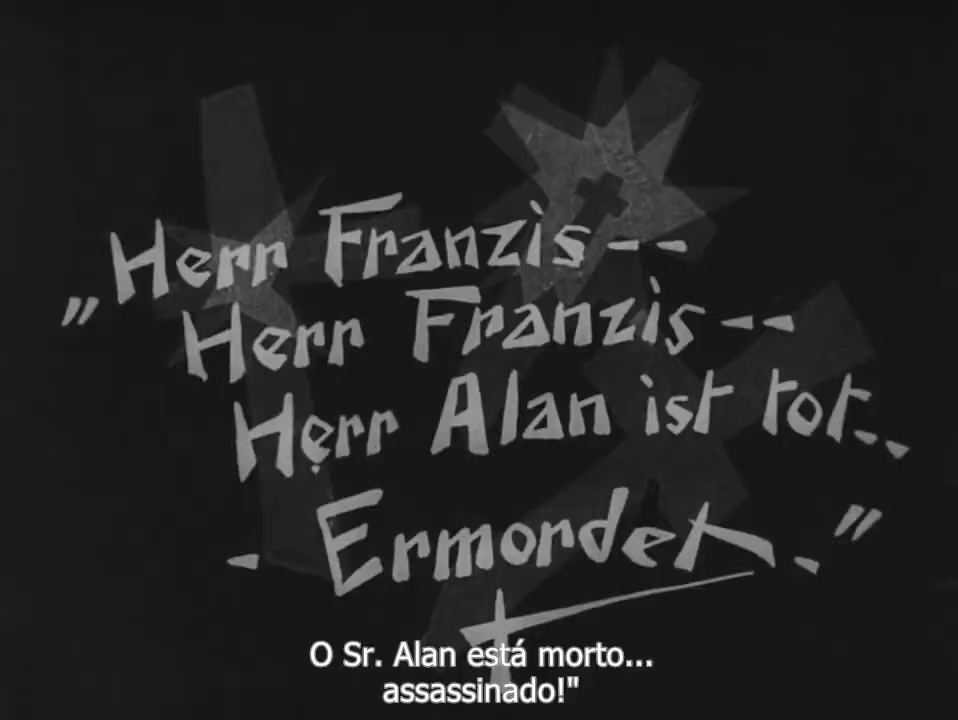 „Herr Franzis--
Herr Franzis--
Herr Alan ist tot..
- Ermordet.."
O Sr. Alan está morto...
assassinado!"